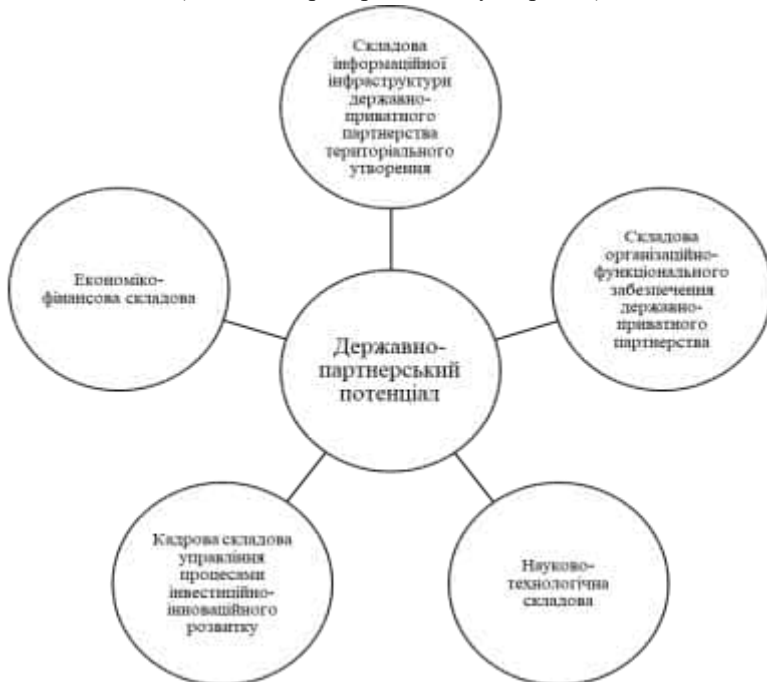 Складова
інформаційної
інфраструктури
державно-
приватного
партнерства
територіального
утворення
Економіко-
фінансова складова
Складова
організаційно-
функціонального
забезпечення
державно-
приватного
партнерства
Державно-
партнерський
потенціал
Кадрова складова
управління
процесами
інвестиційно-
інноваційного
розвитку
Науково-
технологічна
складова